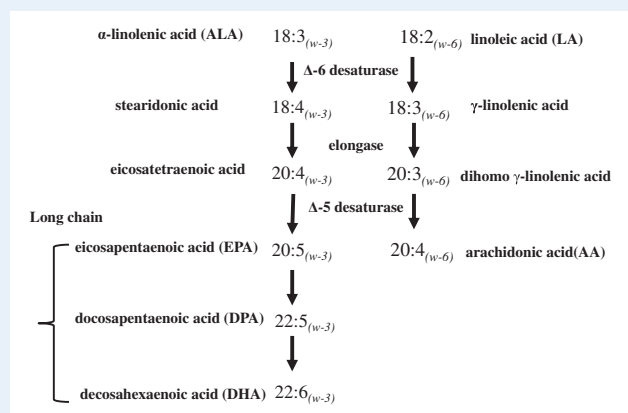 α-linolenic acid (ALA) 18:3(w-3) 18:2(w-6) linoleic acid (LA)
Δ-6 desaturase
stearidonic acid 18:4(w-3) 18:3(w-6) γ-linolenic acid
elongase
eicosatetraenoic acid 20:4(w-3) 20:3(w-6) dihomo γ-linolenic acid
Δ-5 desaturase
Long chain
eicosapentaenoic acid (EPA) 20:5(w-3) 20:4(w-6) arachidonic acid(AA)
docosapentaenoic acid (DPA) 22:5(w-3)
decosahexaenoic acid (DHA) 22:6(w-3)